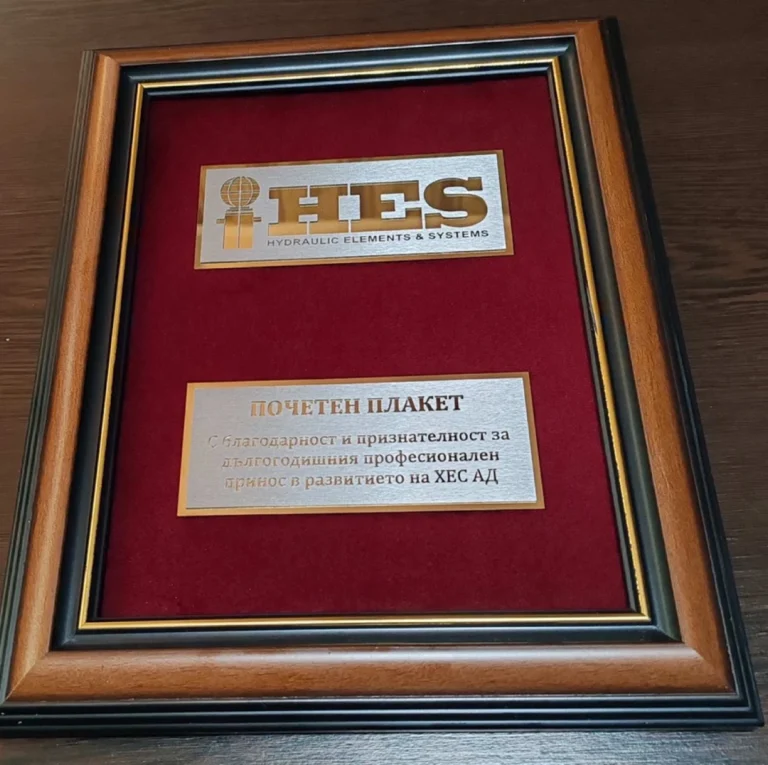 HES
HYDRAULIC ELEMENTS & SYSTEMS
ПОЧЕТЕН ПЛАКЕТ
С благодарност и признателност за
дългогодишния професионален
принос в развитието на ХЕС АД